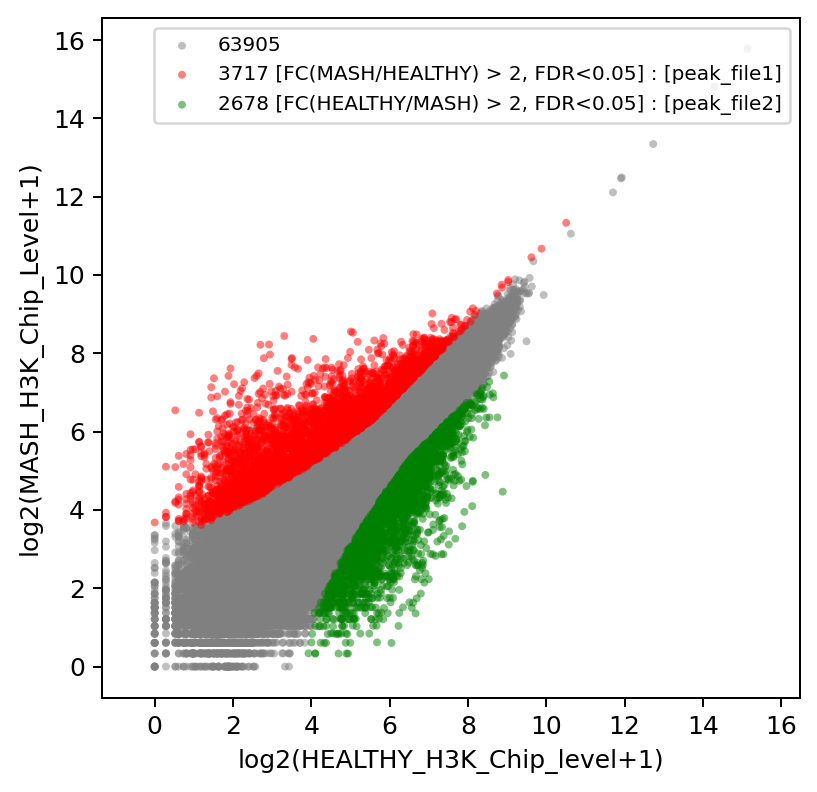 63905
3717 [FC(MASH/HEALTHY) > 2, FDR<0.05] : [peak_file1]
2678 [FC(HEALTHY/MASH) > 2, FDR<0.05] : [peak_file2]
16
14
12
10
8
6
4
2
0
log2(MASH_H3K_Chip_Level+1)
0 2 4 6 8 10 12 14 16
log2(HEALTHY_H3K_Chip_level+1)